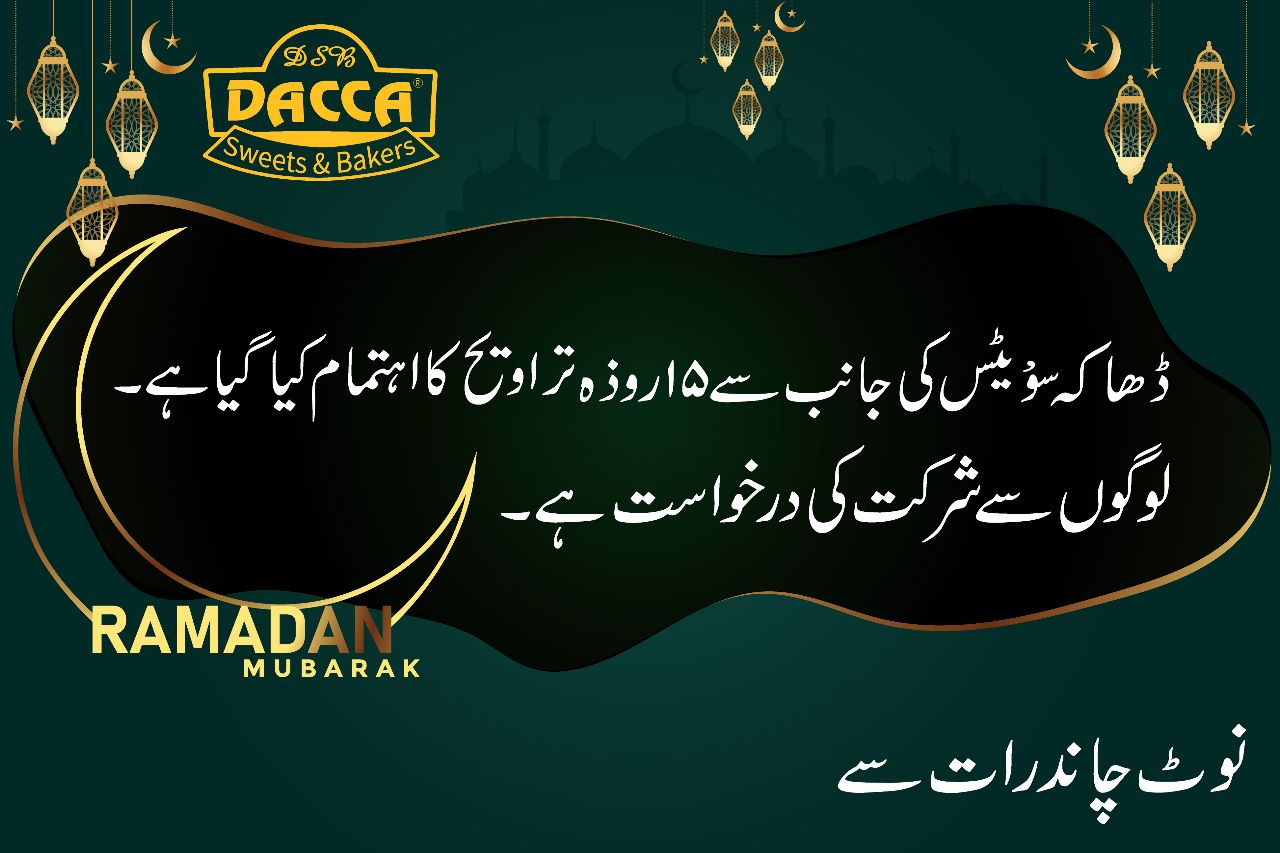 DSB
DACCA®
Sweets & Bakers
ڈھاکہ سوئیٹس کی جانب سے ۱۵ روذہ تراویح کا اہتمام کیا گیا ہے۔
لوگوں سے شرکت کی درخواست ہے۔
RAMADAN
MUBARAK
نوٹ چاندرات سے